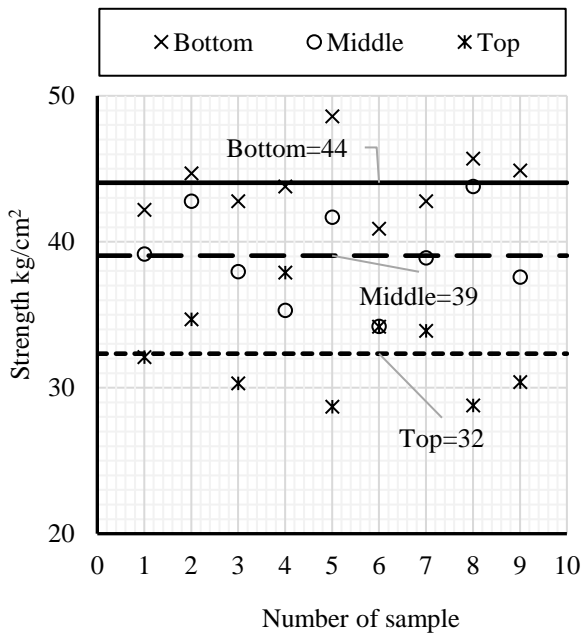 Bottom Middle Top
50
Bottom=44
40
Middle=39
30
Top=32
20
0 1 2 3 4 5 6 7 8 9 10
Strength kg/cm²
Number of sample